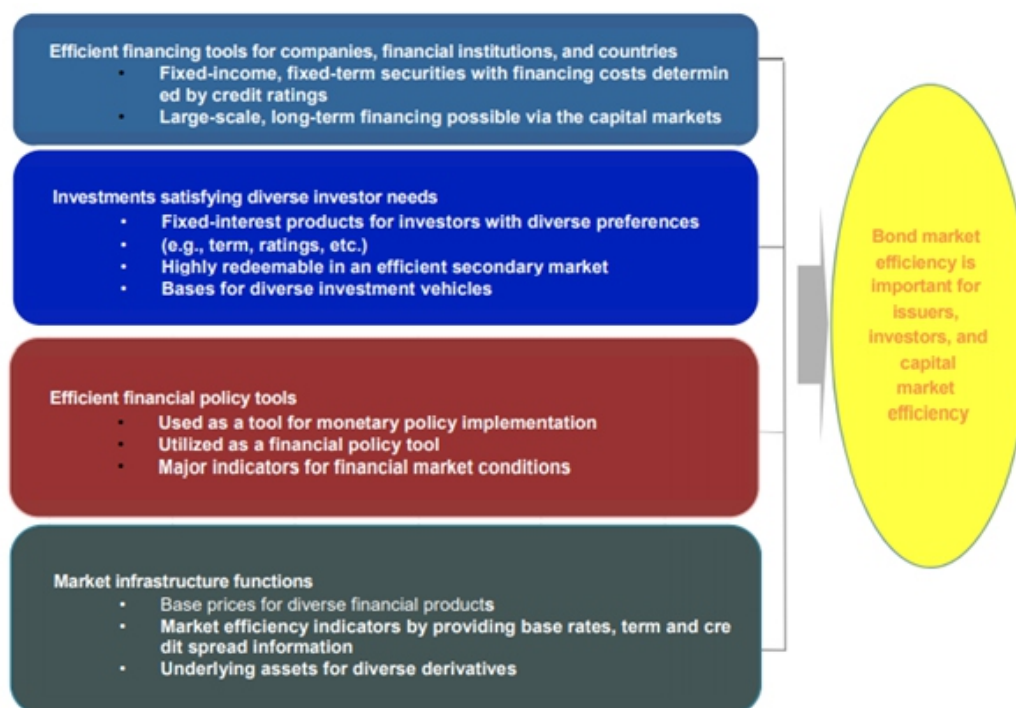 Efficient financing tools for companies, financial institutions, and countries
• Fixed-income, fixed-term securities with financing costs determin
ed by credit ratings
• Large-scale, long-term financing possible via the capital markets
Investments satisfying diverse investor needs
• Fixed-interest products for investors with diverse preferences
• (e.g., term, ratings, etc.)
• Highly redeemable in an efficient secondary market
• Bases for diverse investment vehicles
Efficient financial policy tools
• Used as a tool for monetary policy implementation
• Utilized as a financial policy tool
• Major indicators for financial market conditions
Market infrastructure functions
• Base prices for diverse financial products
• Market efficiency indicators by providing base rates, term and cre
dit spread information
• Underlying assets for diverse derivatives
Bond market
efficiency is
important for
issuers,
investors, and
capital
market
efficiency